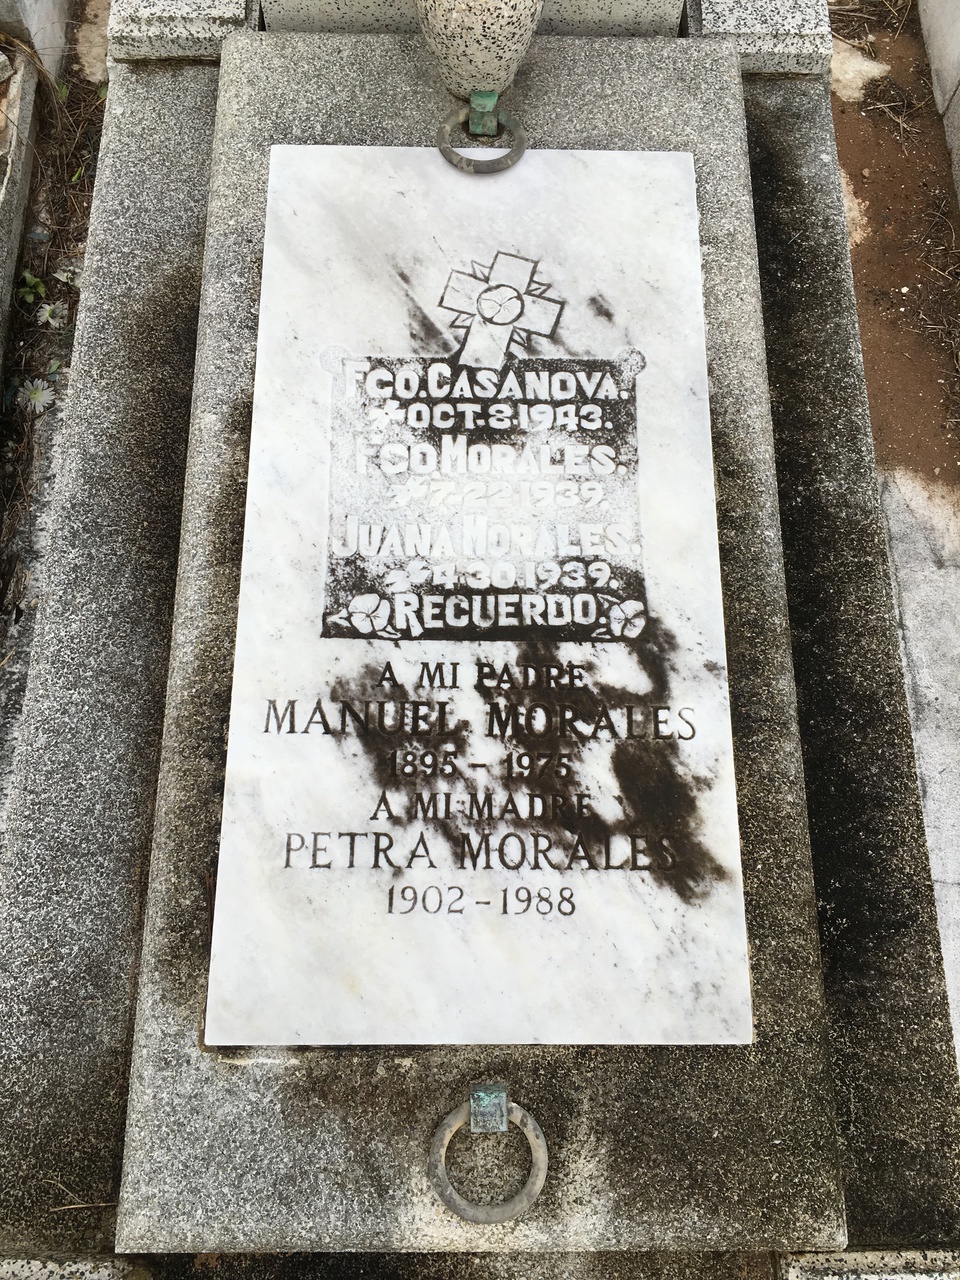 FCO. CASANOVA.
OCT. 8. 1943.
FCO. MORALES.
7. 22. 1939.
JUANA MORALES.
4. 30. 1939.
RECUERDO.
A MI PADRE
MANUEL MORALES
1895 - 1975
A MI MADRE
PETRA MORALES
1902 - 1988